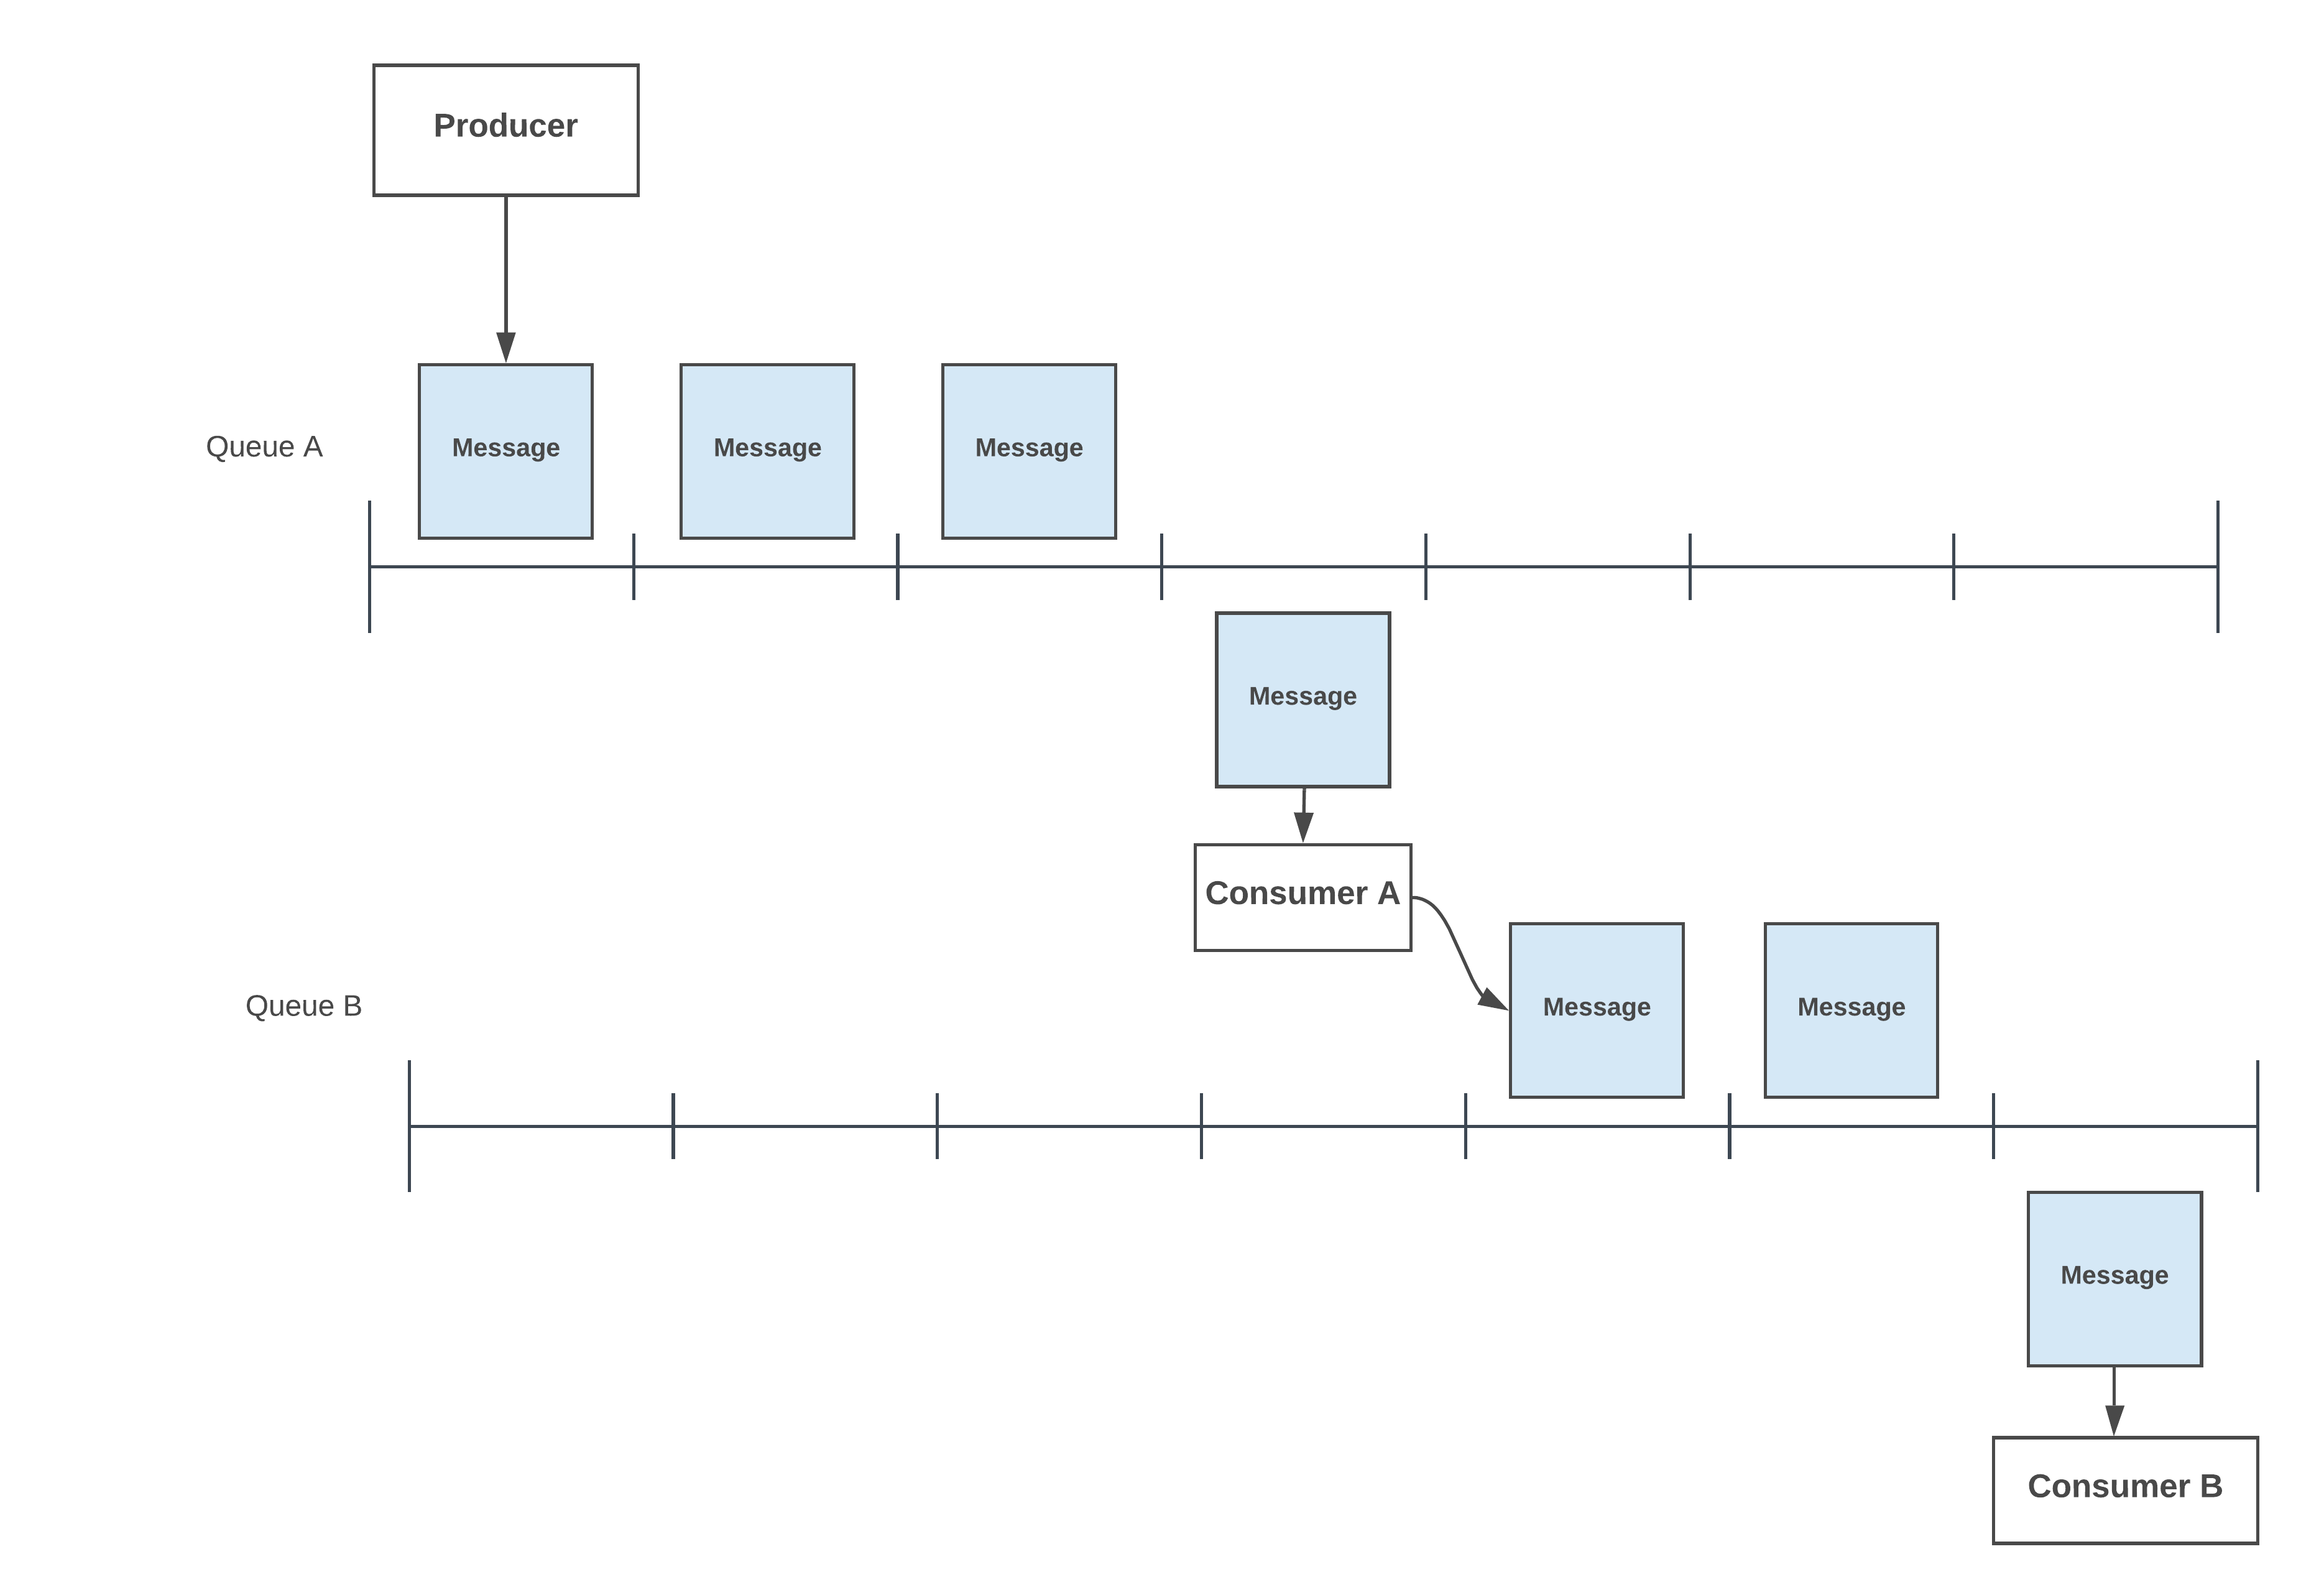 Producer
Queue A
Message
Message
Message
Message
Consumer A
Queue B
Message
Message
Message
Consumer B